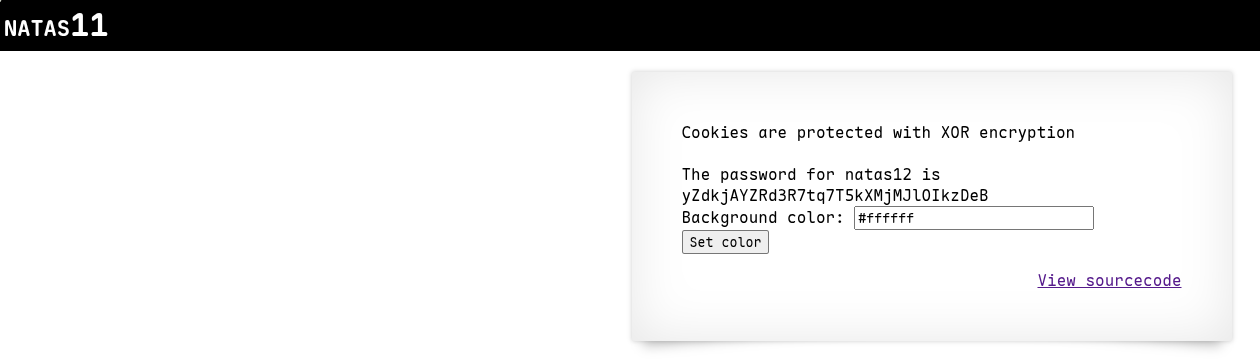 NATAS11
Cookies are protected with XOR encryption
The password for natas12 is
yZdkjAYZRd3R7tq7T5kXMjMJlOIkzDeB
Background color: #ffffff
Set color
View sourcecode